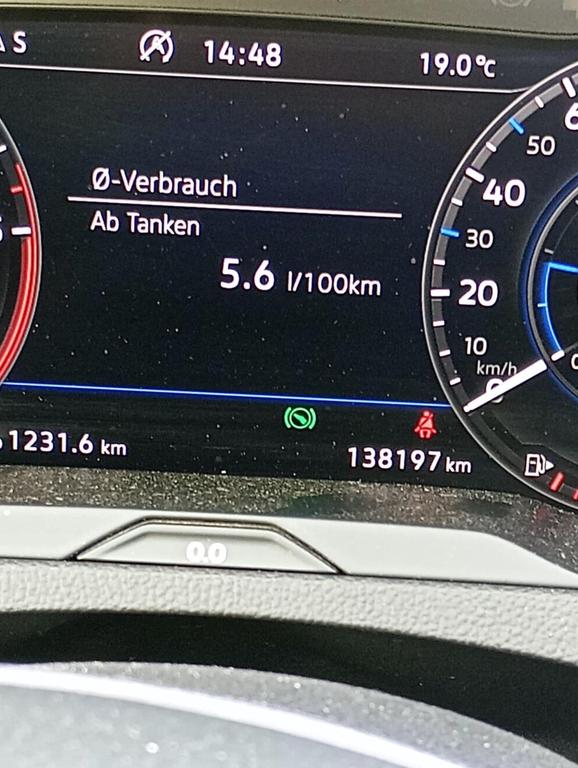 S
14:48
19.0°C
Ø-Verbrauch
Ab Tanken
5.6 l/100km
50
40
30
20
10
km/h
0
1231.6 km
138197 km
0.0